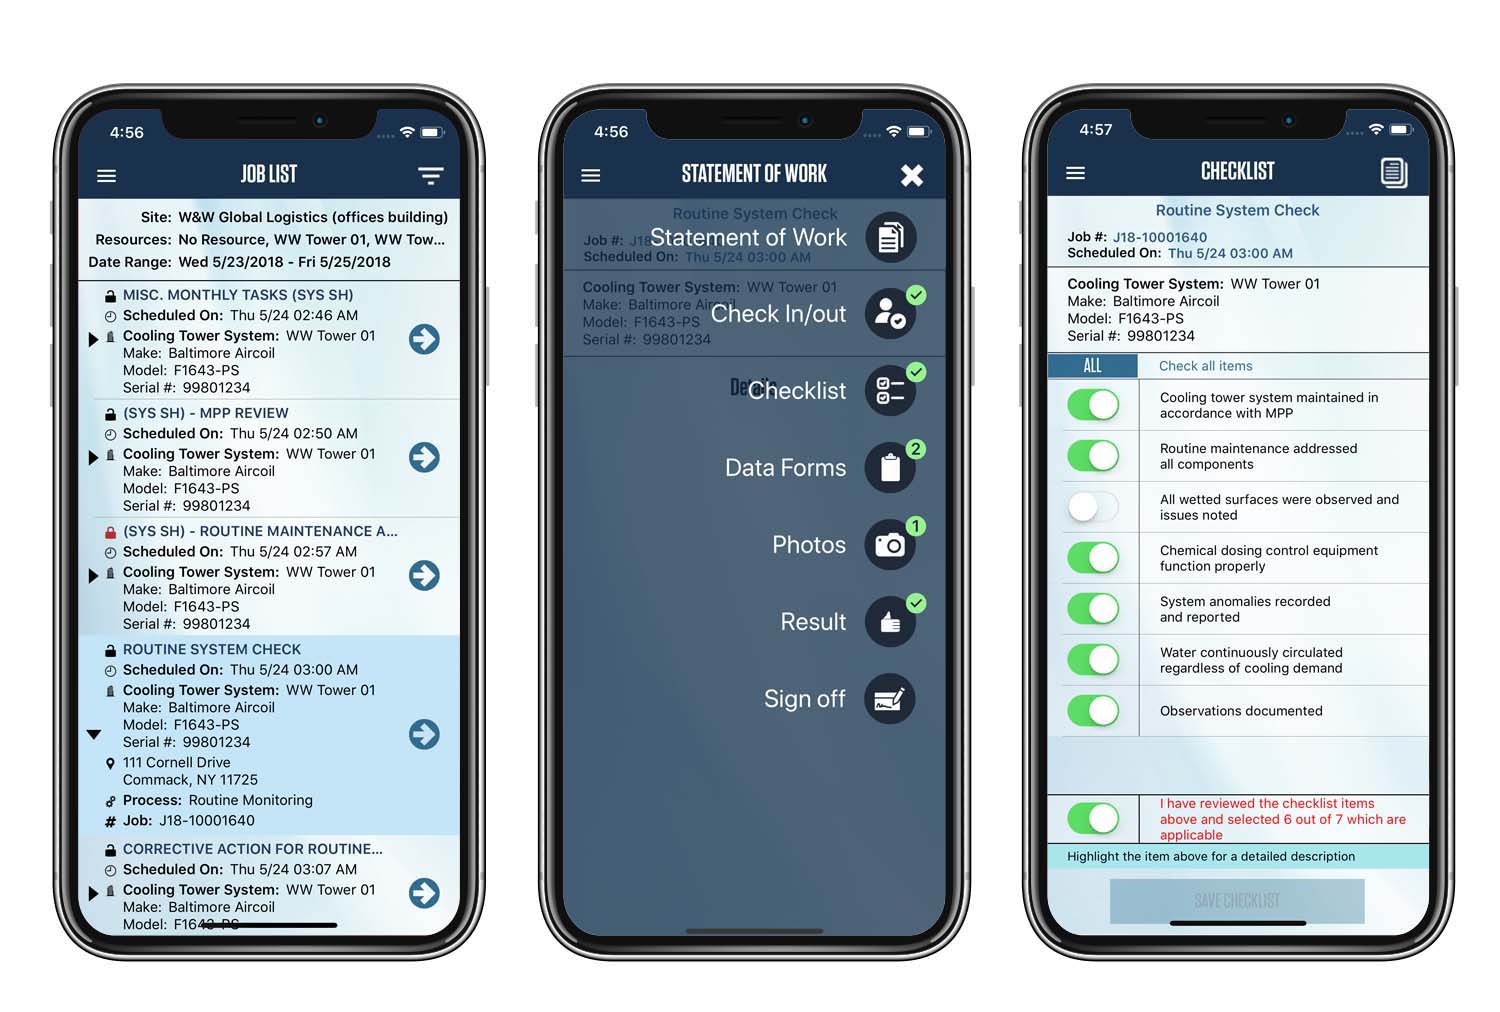 4:56
JOB LIST
Site: W&W Global Logistics (offices building)
Resources: No Resource, WW Tower 01, WW Tow...
Date Range: Wed 5/23/2018 - Fri 5/25/2018
MISC. MONTHLY TASKS (SYS SH)
Scheduled On: Thu 5/24 02:46 AM
Cooling Tower System: WW Tower 01
Make: Baltimore Aircoil
Model: F1643-PS
Serial #: 99801234
(SYS SH) - MPP REVIEW
Scheduled On: Thu 5/24 02:50 AM
Cooling Tower System: WW Tower 01
Make: Baltimore Aircoil
Model: F1643-PS
Serial #: 99801234
(SYS SH) - ROUTINE MAINTENANCE A...
Scheduled On: Thu 5/24 02:57 AM
Cooling Tower System: WW Tower 01
Make: Baltimore Aircoil
Model: F1643-PS
Serial #: 99801234
ROUTINE SYSTEM CHECK
Scheduled On: Thu 5/24 03:00 AM
Cooling Tower System: WW Tower 01
Make: Baltimore Aircoil
Model: F1643-PS
Serial #: 99801234
111 Cornell Drive
Commack, NY 11725
Process: Routine Monitoring
# Job: J18-10001640
CORRECTIVE ACTION FOR ROUTINE...
Scheduled On: Thu 5/24 03:07 AM
Cooling Tower System: WW Tower 01
Make: Baltimore Aircoil
Model: F1643-PS
4:56
STATEMENT OF WORK
Routine System Check
Statement of Work
Job #: J18
Scheduled On: Thu 5/24 03:00 AM
Cooling Tower System: WW Tower 01
Make: Baltimore Aircoil
Check In/out
Model: F1643-PS
Serial #: 99801234
Details
Checklist
Data Forms
2
Photos
1
Result
Sign off
4:57
CHECKLIST
Routine System Check
Job #: J18-10001640
Scheduled On: Thu 5/24 03:00 AM
Cooling Tower System: WW Tower 01
Make: Baltimore Aircoil
Model: F1643-PS
Serial #: 99801234
ALL Check all items
Cooling tower system maintained in
accordance with MPP
Routine maintenance addressed
all components
All wetted surfaces were observed and
issues noted
Chemical dosing control equipment
function properly
System anomalies recorded
and reported
Water continuously circulated
regardless of cooling demand
Observations documented
I have reviewed the checklist items
above and selected 6 out of 7 which are
applicable
Highlight the item above for a detailed description
SAVE CHECKLIST